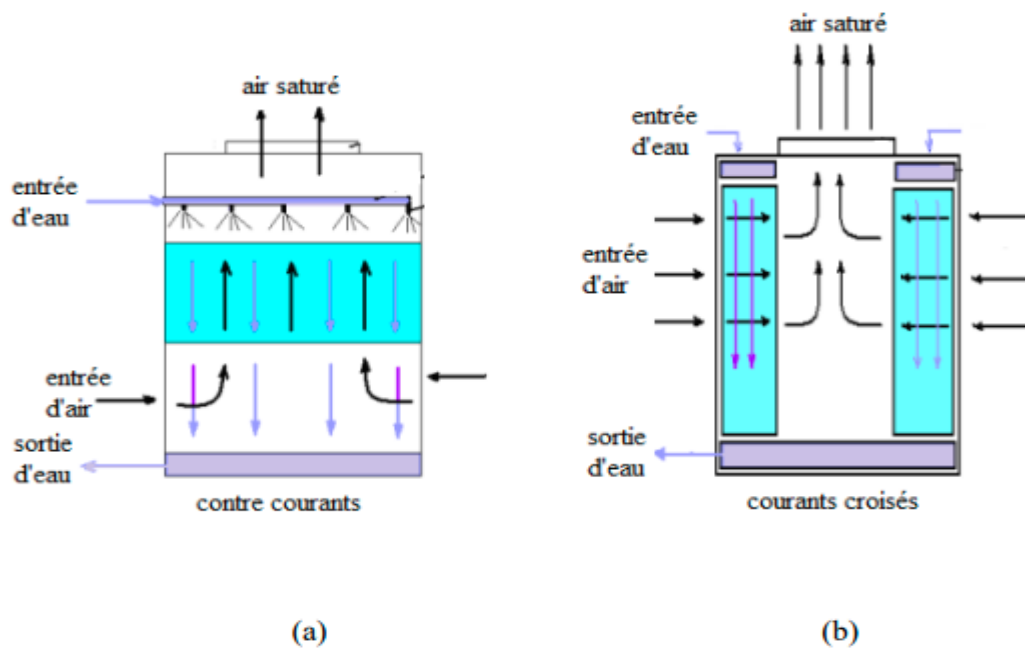 air saturé
entrée
d'eau
entrée
d'air
sortie
d'eau
contre courants
(a)
air saturé
entrée
d'eau
entrée
d'air
sortie
d'eau
courants croisés
(b)